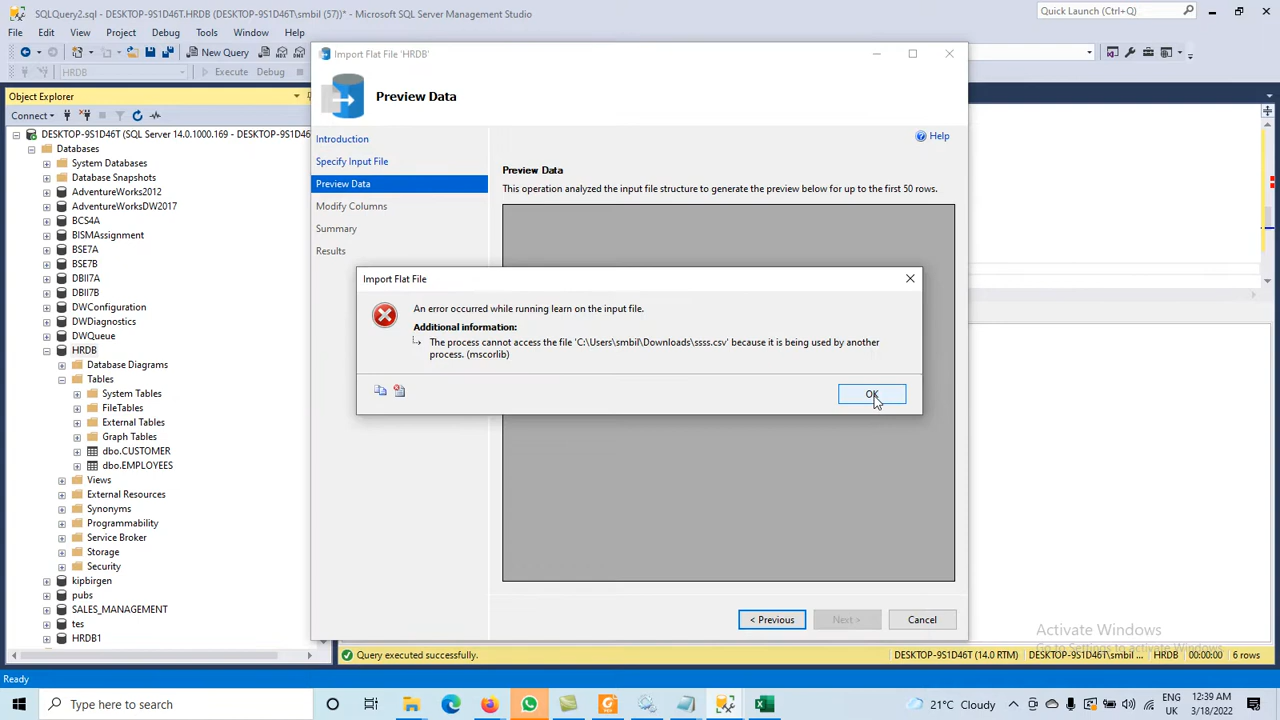 SQLQuery2.sql - DESKTOP-9S1D46T.HRDB (DESKTOP-9S1D46T\smbil (57))* - Microsoft SQL Server Management Studio
Quick Launch (Ctrl+Q)
File Edit View Project Debug Tools Window Help
New Query
HRDB
Execute Debug
Object Explorer
Connect
DESKTOP-9S1D46T (SQL Server 14.0.1000.169 - DESKTOP-9S1D46T
Databases
System Databases
Database Snapshots
AdventureWorks2012
AdventureWorksDW2017
BCS4A
BISMAssignment
BSE7A
BSE7B
DBII7A
DBII7B
DWConfiguration
DWDiagnostics
DWQueue
HRDB
Database Diagrams
Tables
System Tables
FileTables
External Tables
Graph Tables
dbo.CUSTOMER
dbo.EMPLOYEES
Views
External Resources
Synonyms
Programmability
Service Broker
Storage
Security
kipbirgen
pubs
SALES_MANAGEMENT
tes
HRDB1
Import Flat File 'HRDB'
Preview Data
Help
Introduction
Specify Input File
Preview Data
Modify Columns
Summary
Results
Preview Data
This operation analyzed the input file structure to generate the preview below for up to the first 50 rows.
Import Flat File
An error occurred while running learn on the input file.
Additional information:
The process cannot access the file 'C:\Users\smbil\Downloads\ssss.csv' because it is being used by another
process. (mscorlib)
OK
< Previous
Next >
Cancel
Activate Windows
Go to Settings to activate Windows.
Query executed successfully.
DESKTOP-9S1D46T (14.0 RTM) DESKTOP-9S1D46T\smbil ... HRDB 00:00:00 6 rows
Ready
Type here to search
21°C Cloudy
ENG
UK
12:39 AM
3/18/2022